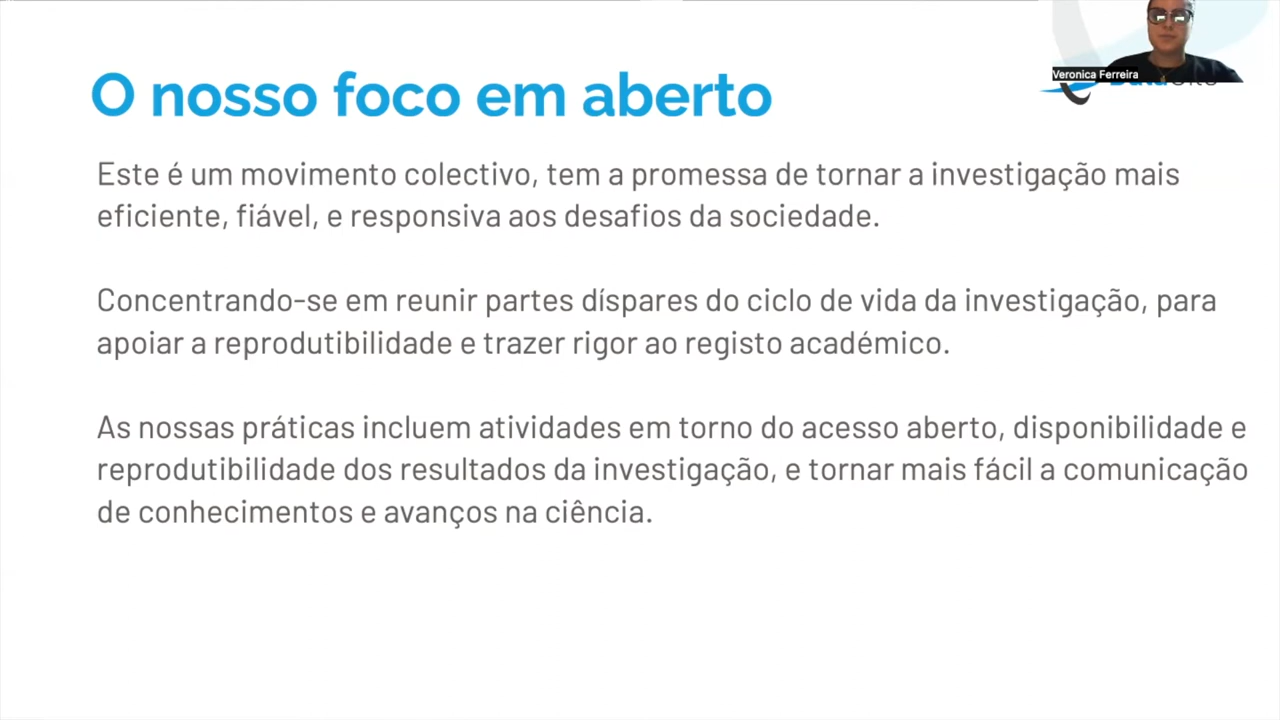 O nosso foco em aberto
Veronica Ferreira
Este é um movimento colectivo, tem a promessa de tornar a investigação mais
eficiente, fiável, e responsiva aos desafios da sociedade.
Concentrando-se em reunir partes díspares do ciclo de vida da investigação, para
apoiar a reprodutibilidade e trazer rigor ao registo académico.
As nossas práticas incluem atividades em torno do acesso aberto, disponibilidade e
reprodutibilidade dos resultados da investigação, e tornar mais fácil a comunicação
de conhecimentos e avanços na ciência.